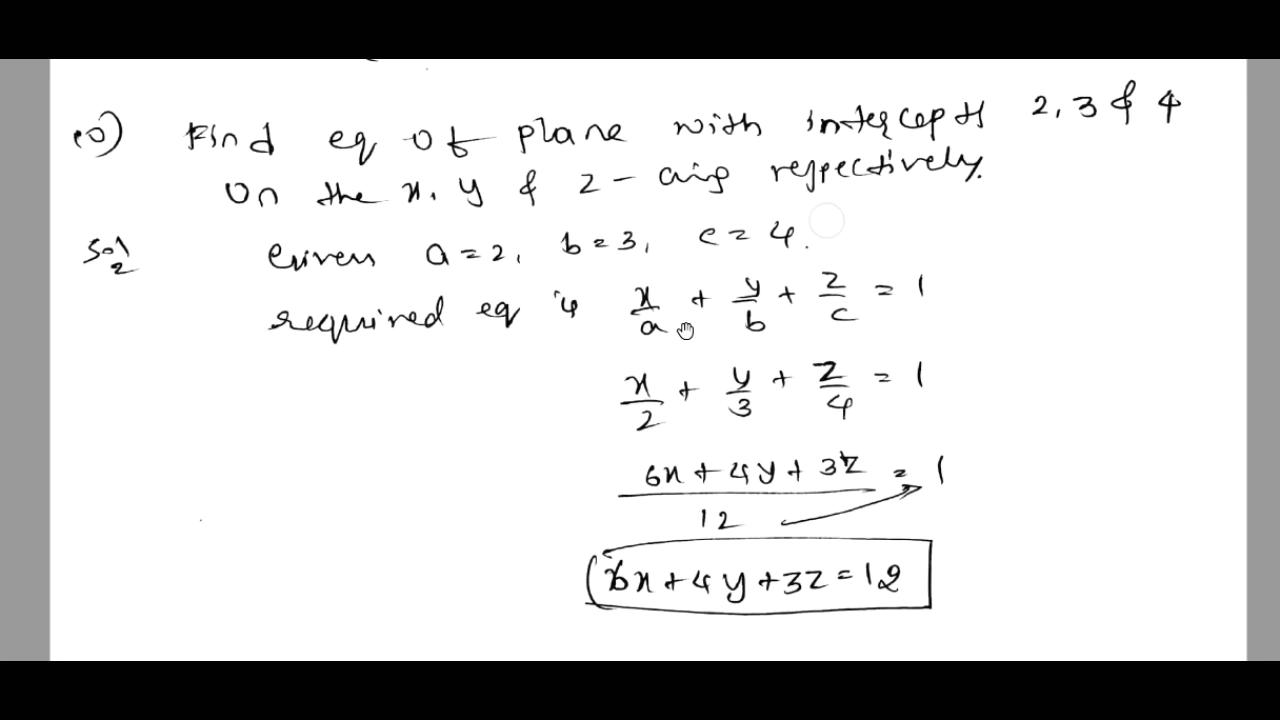 10) Find eq of plane with intercepts 2, 3 & 4
on the x, y & z - axis respectively.
Sol Given a = 2, b = 3, c = 4.
required eq is x/a + y/b + z/c = 1
x/2 + y/3 + z/4 = 1
6x + 4y + 3z / 12 = 1
6x + 4y + 3z = 12